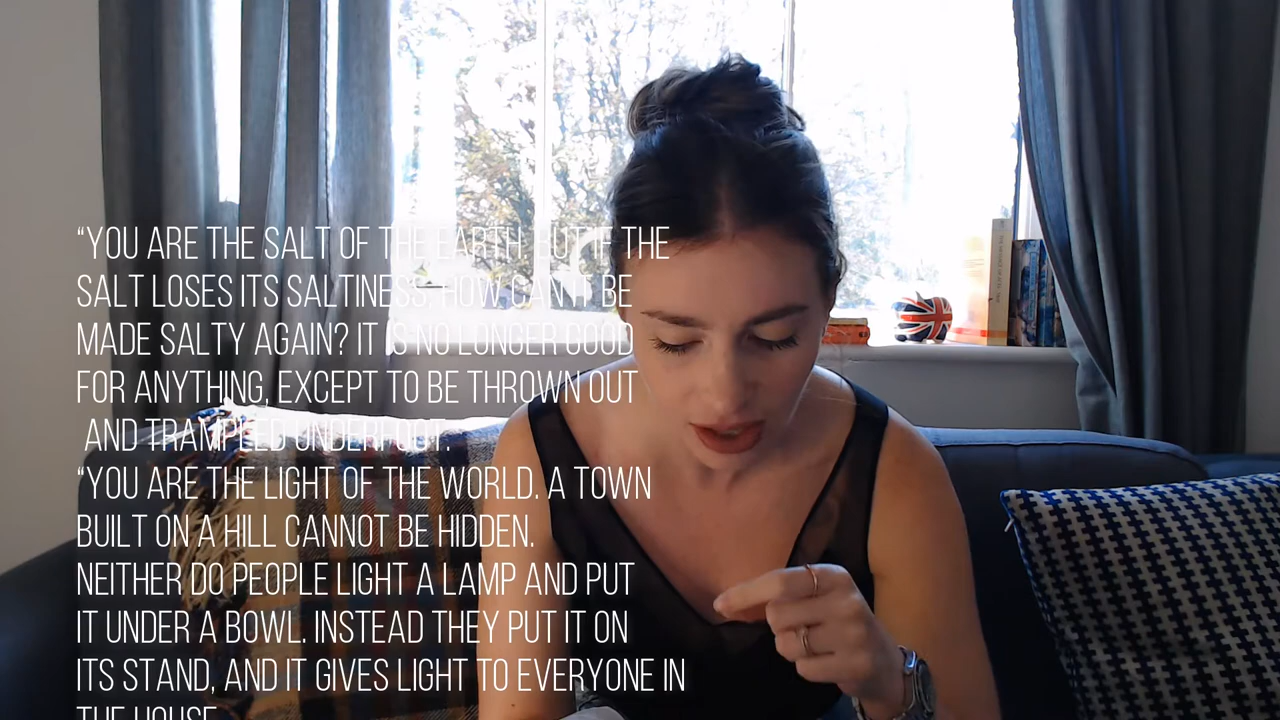 “YOU ARE THE SALT OF THE EARTH. BUT IF THE
SALT LOSES ITS SALTINESS, HOW CAN IT BE
MADE SALTY AGAIN? IT IS NO LONGER GOOD
FOR ANYTHING, EXCEPT TO BE THROWN OUT
AND TRAMPLED UNDERFOOT.
“YOU ARE THE LIGHT OF THE WORLD. A TOWN
BUILT ON A HILL CANNOT BE HIDDEN.
NEITHER DO PEOPLE LIGHT A LAMP AND PUT
IT UNDER A BOWL. INSTEAD THEY PUT IT ON
ITS STAND, AND IT GIVES LIGHT TO EVERYONE IN
THE HOUSE